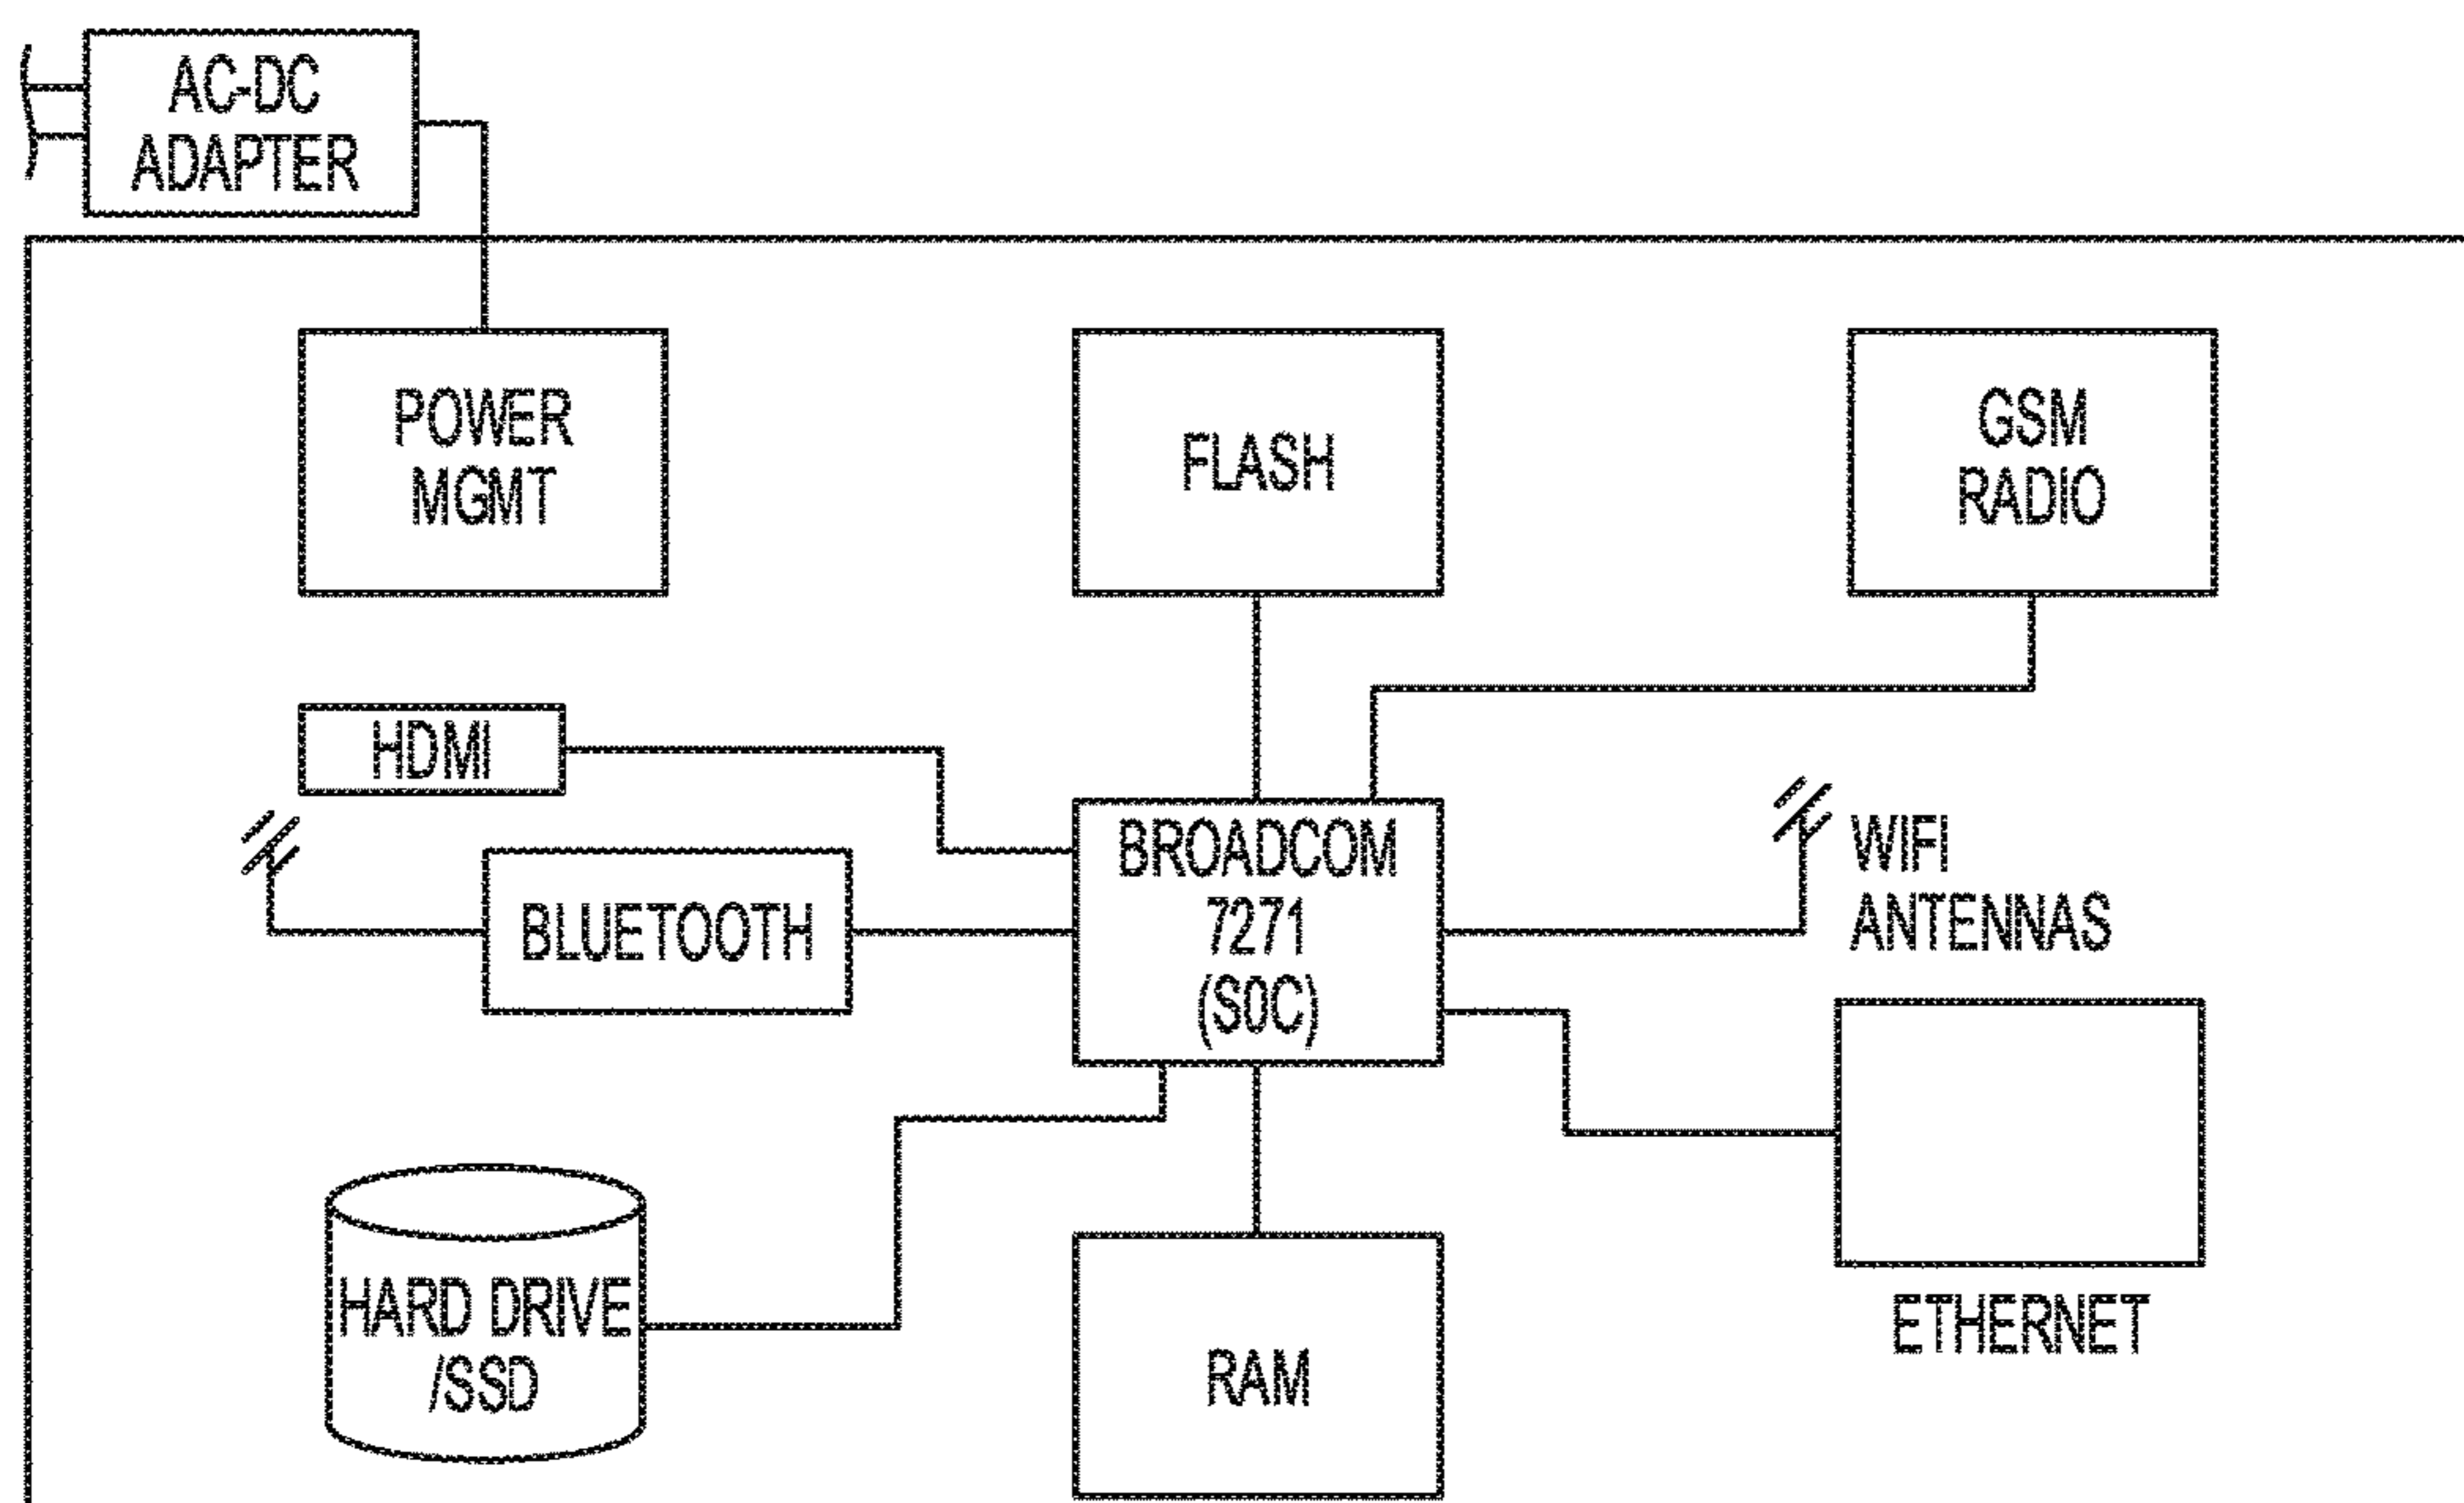 AC-DC
ADAPTER
POWER
MGMT
FLASH
GSM
RADIO
HDMI
BLUETOOTH
BROADCOM
7271
(S0C)
WIFI
ANTENNAS
HARD DRIVE
/SSD
RAM
ETHERNET